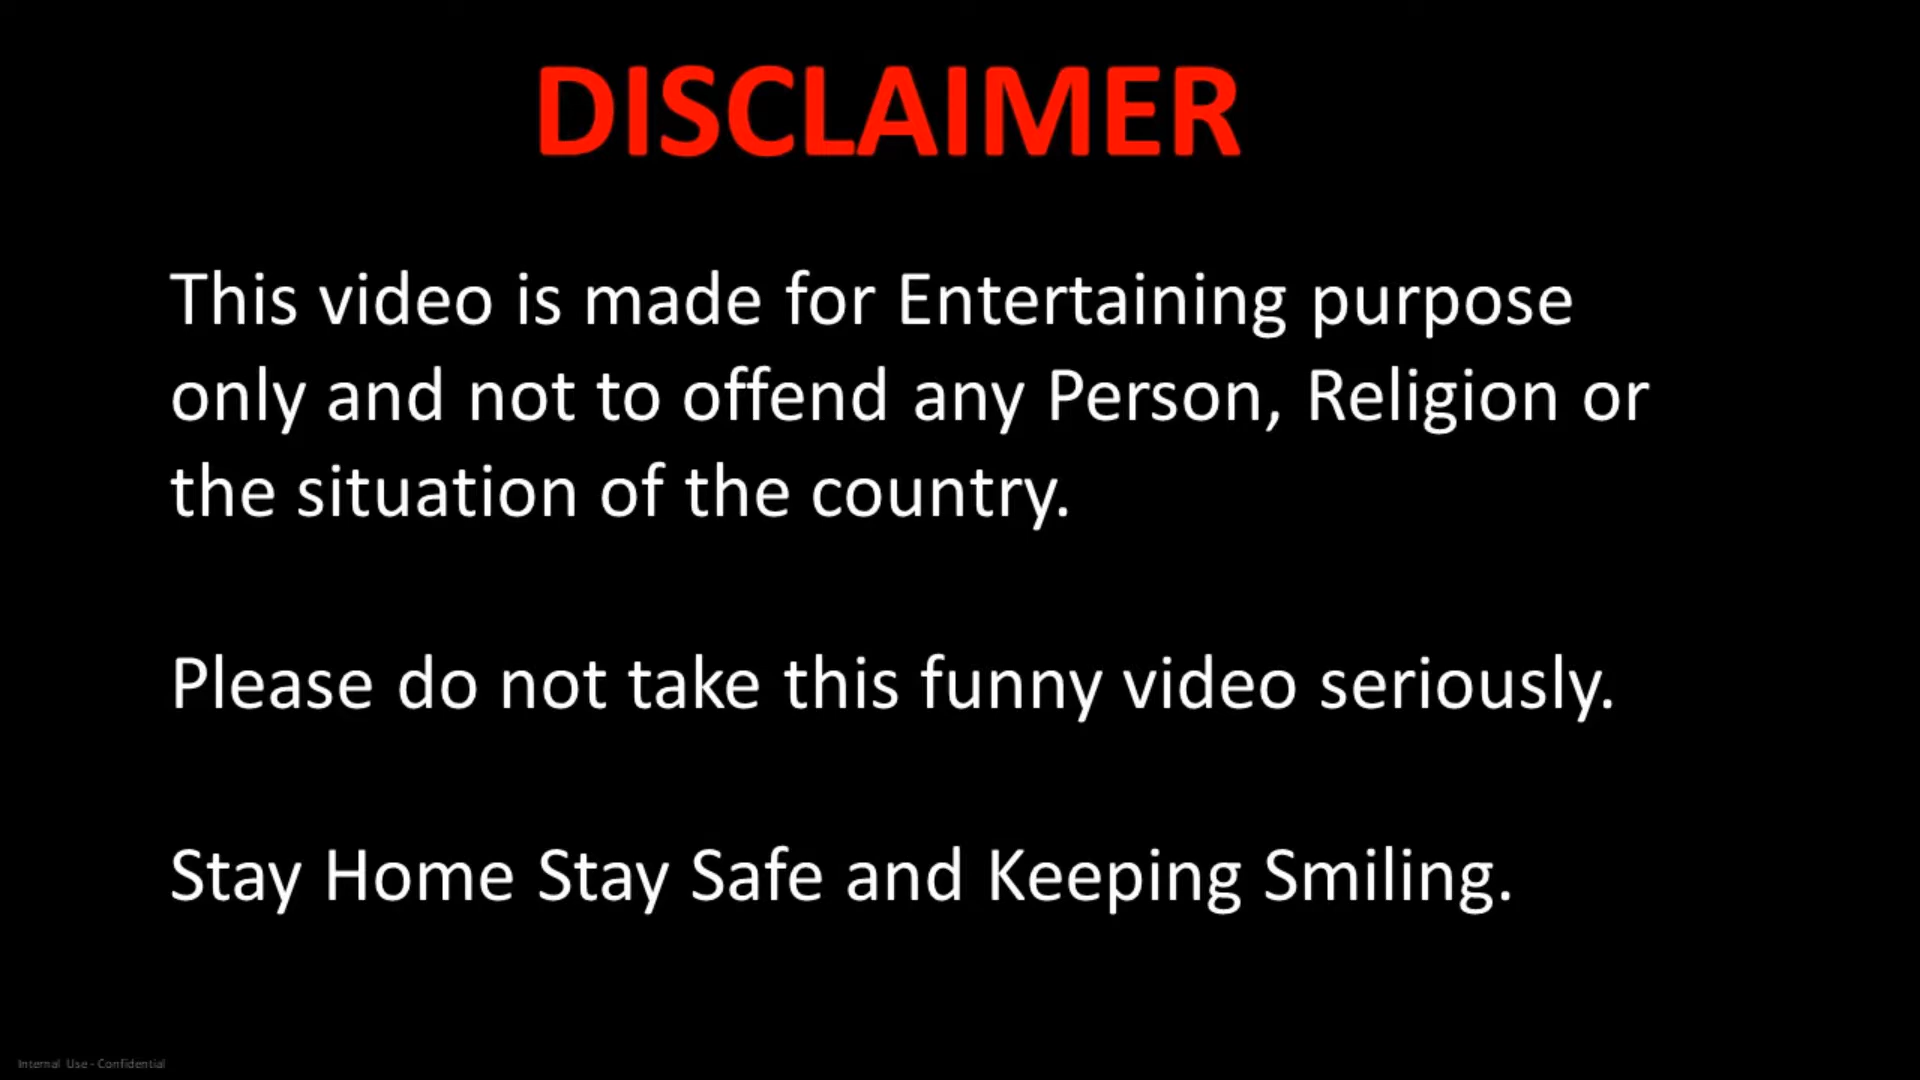 DISCLAIMER
This video is made for Entertaining purpose
only and not to offend any Person, Religion or
the situation of the country.
Please do not take this funny video seriously.
Stay Home Stay Safe and Keeping Smiling.
Internal Use - Confidential